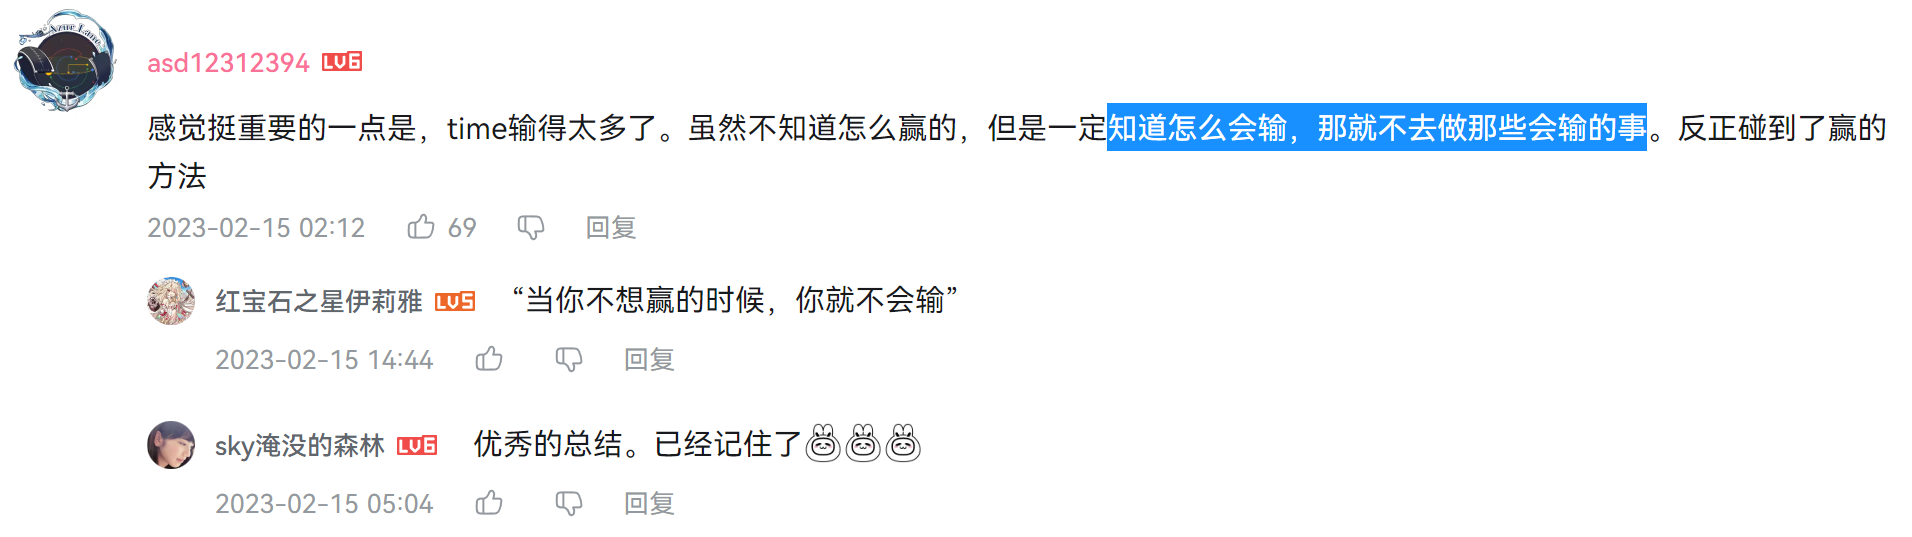 Azur Lane
asd12312394 LV6
感觉挺重要的一点是，time输得太多了。虽然不知道怎么赢的，但是一定知道怎么会输，那就不去做那些会输的事。反正碰到了赢的
方法
2023-02-15 02:12 69 回复
红宝石之星伊莉雅 LV5 “当你不想赢的时候，你就不会输”
2023-02-15 14:44 回复
sky淹没的森林 LV6 优秀的总结。已经记住了
2023-02-15 05:04 回复